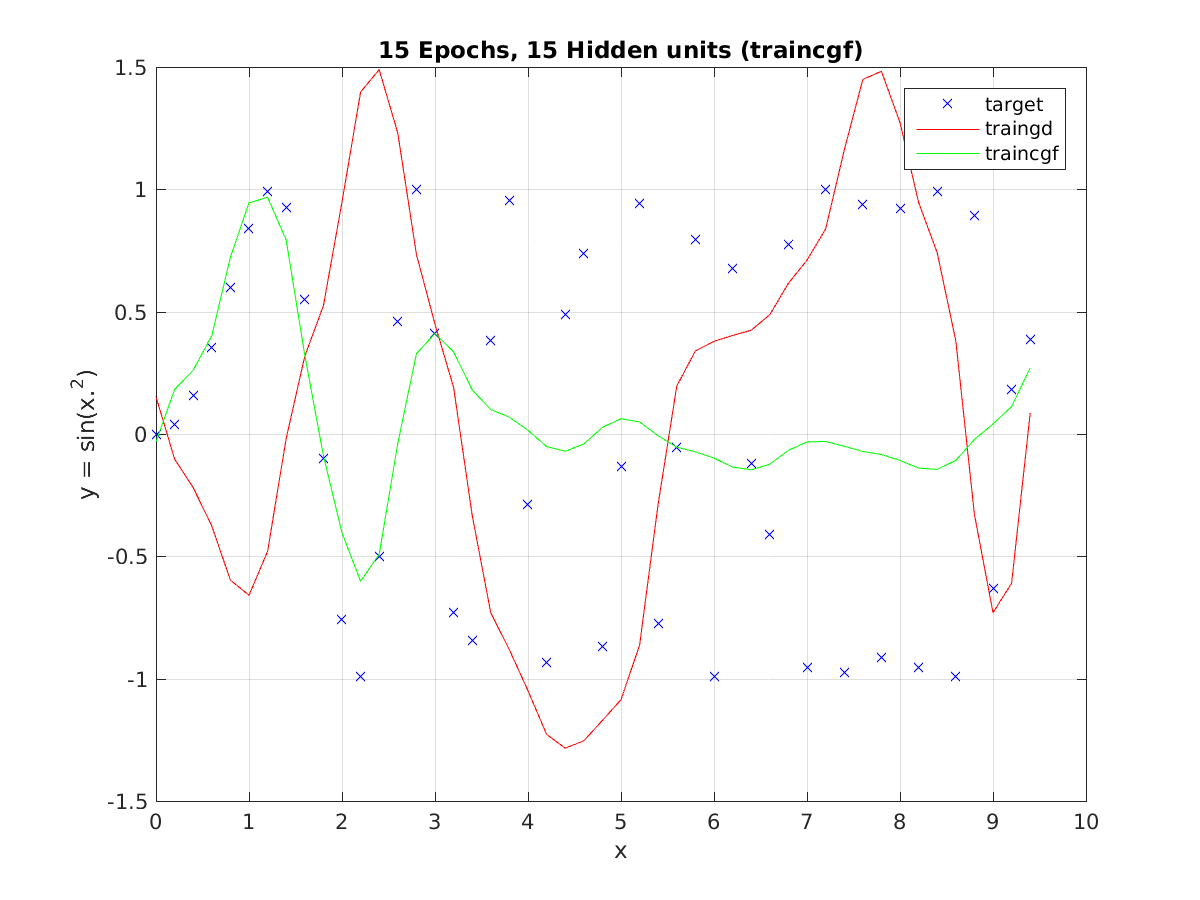 15 Epochs, 15 Hidden units (traincgf)
target
traingd
traincgf
y = sin(x.²)
1.5
1
0.5
0
-0.5
-1
-1.5
0 1 2 3 4 5 6 7 8 9 10
x